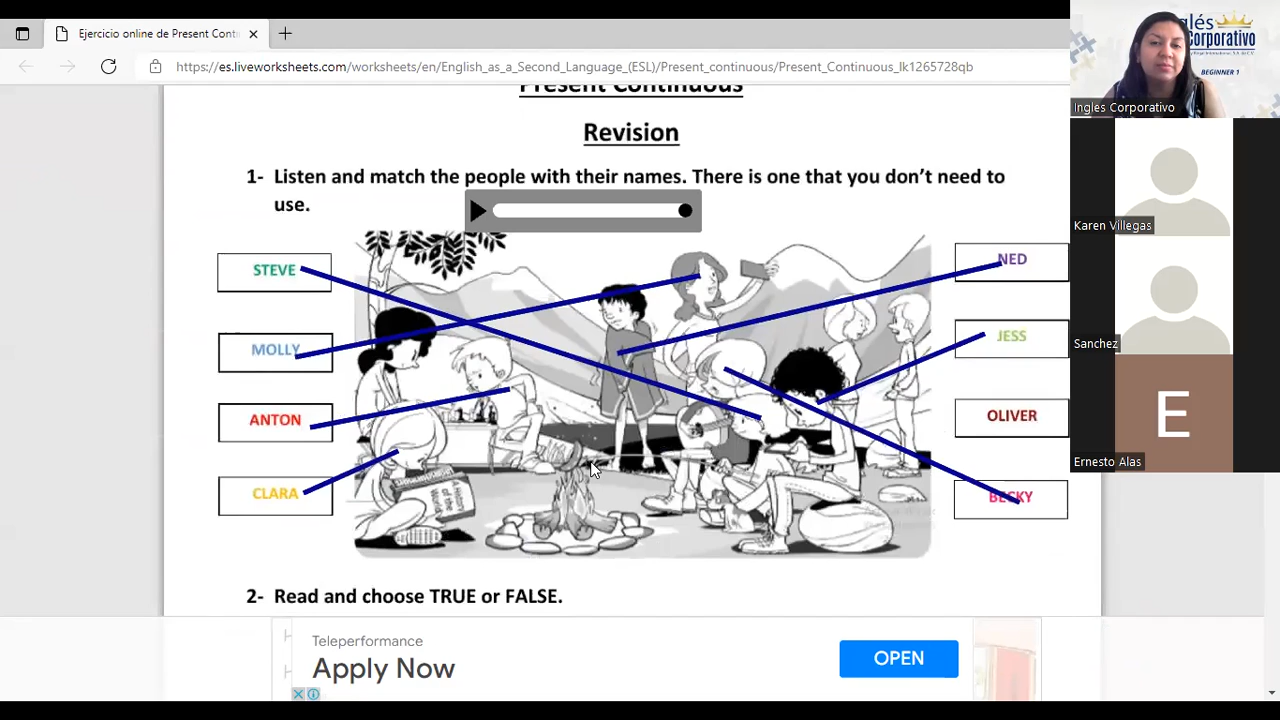 Ejercicio online de Present Conti
https://es.liveworksheets.com/worksheets/en/English_as_a_Second_Language_(ESL)/Present_continuous/Present_Continuous_lk1265728qb
Present Continuous
Revision
1- Listen and match the people with their names. There is one that you don't need to
use.
STEVE
MOLLY
ANTON
CLARA
NED
JESS
OLIVER
BECKY
2- Read and choose TRUE or FALSE.
Teleperformance
Apply Now
OPEN
glés
Corporativo
BEGINNER 1
Ingles Corporativo
Karen Villegas
Sanchez
E
Ernesto Alas